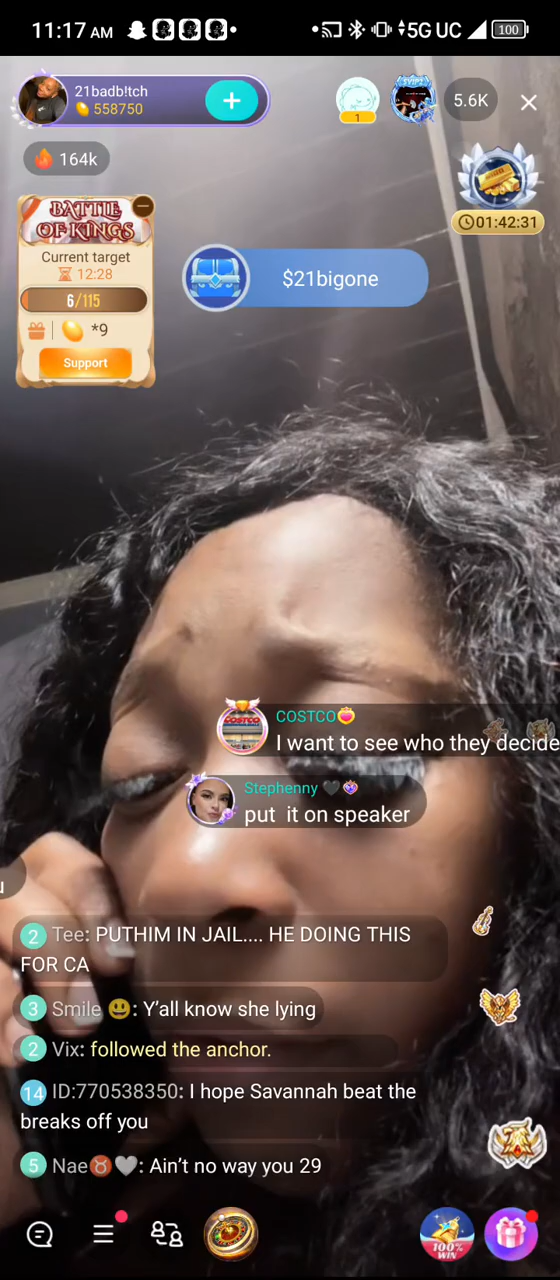 11:17 AM
5G UC
100
21badb!tch
558750
1
5.6K
164k
01:42:31
BATTLE
OF KINGS
Current target
12:28
6/115
*9
Support
$21bigone
COSTCO
COSTCO
I want to see who they decide
Stephenny
put it on speaker
2 Tee: PUTHIM IN JAIL.... HE DOING THIS
FOR CA
3 Smile 😃: Y’all know she lying
2 Vix: followed the anchor.
14 ID:770538350: I hope Savannah beat the
breaks off you
5 Nae♉🤍: Ain’t no way you 29
100%
WIN